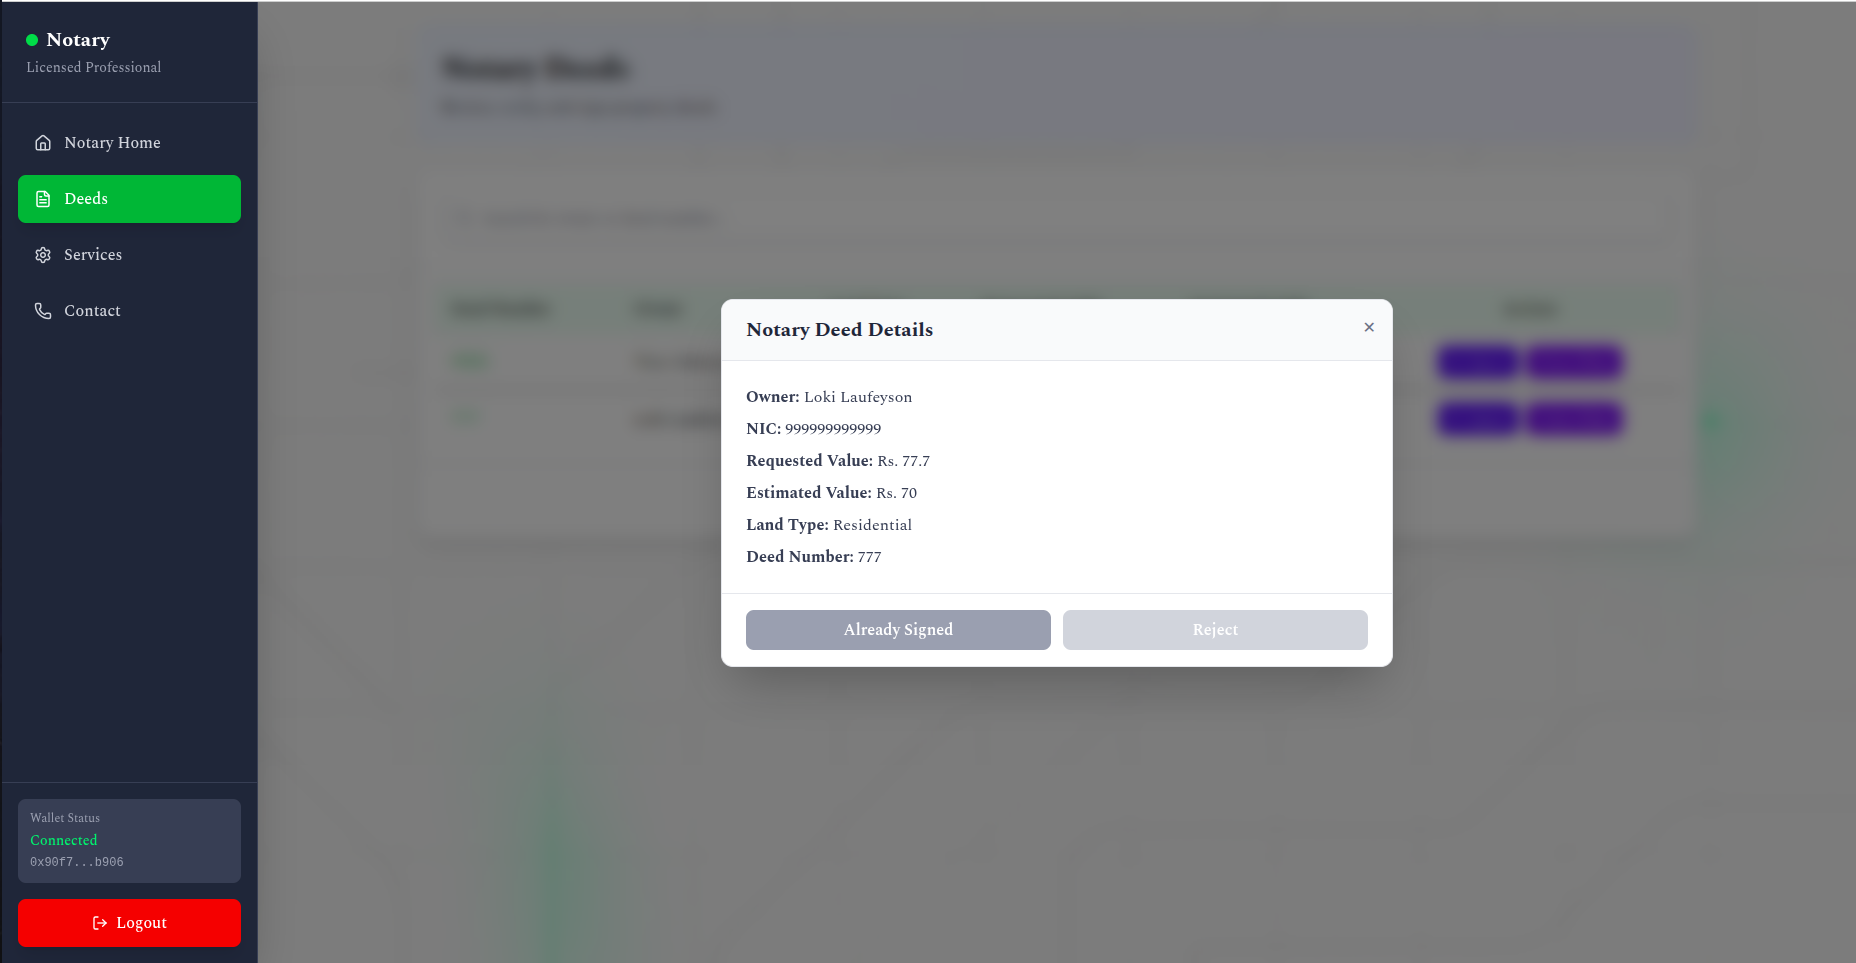 Notary
Licensed Professional
Notary Home
Deeds
Services
Contact
Wallet Status
Connected
0x90f7...b906
Logout
Notary Deeds
Notary Deed Details
×
Owner: Loki Laufeyson
NIC: 999999999999
Requested Value: Rs. 77.7
Estimated Value: Rs. 70
Land Type: Residential
Deed Number: 777
Already Signed
Reject